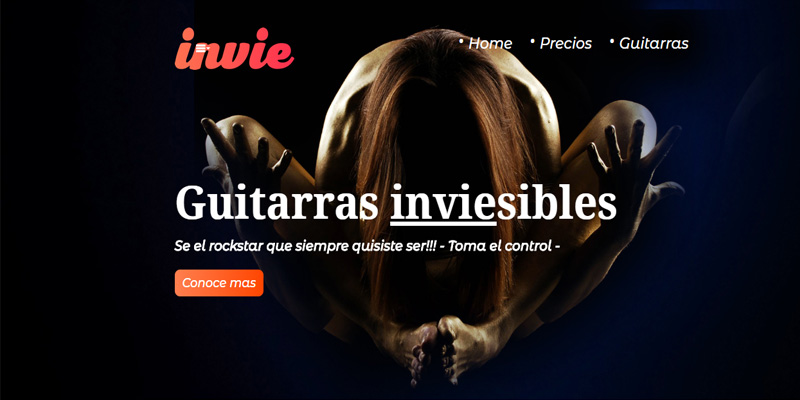 invie
• Home • Precios • Guitarras
Guitarras inviesibles
Se el rockstar que siempre quisiste ser!!! - Toma el control -
Conoce mas